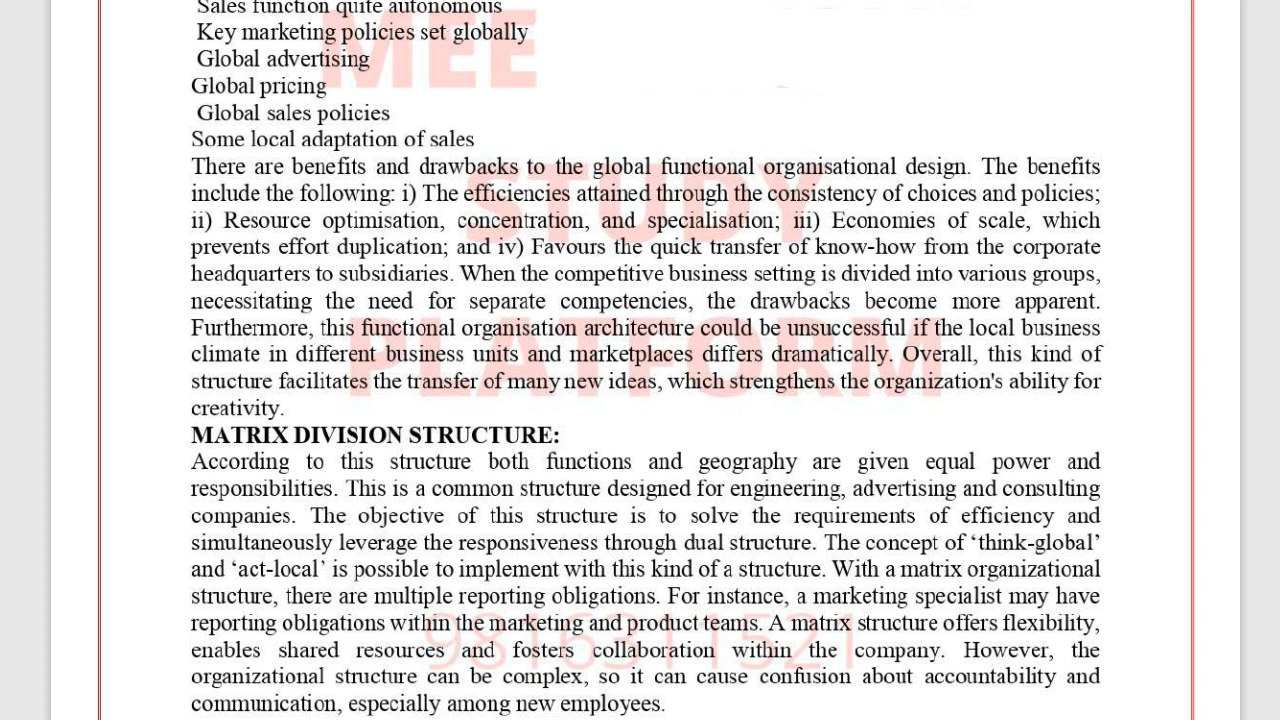 Sales function quite autonomous
Key marketing policies set globally
Global advertising
Global pricing
Global sales policies
Some local adaptation of sales
There are benefits and drawbacks to the global functional organisational design. The benefits
include the following: i) The efficiencies attained through the consistency of choices and policies;
ii) Resource optimisation, concentration, and specialisation; iii) Economies of scale, which
prevents effort duplication; and iv) Favours the quick transfer of know-how from the corporate
headquarters to subsidiaries. When the competitive business setting is divided into various groups,
necessitating the need for separate competencies, the drawbacks become more apparent.
Furthermore, this functional organisation architecture could be unsuccessful if the local business
climate in different business units and marketplaces differs dramatically. Overall, this kind of
structure facilitates the transfer of many new ideas, which strengthens the organization's ability for
creativity.
MATRIX DIVISION STRUCTURE:
According to this structure both functions and geography are given equal power and
responsibilities. This is a common structure designed for engineering, advertising and consulting
companies. The objective of this structure is to solve the requirements of efficiency and
simultaneously leverage the responsiveness through dual structure. The concept of ‘think-global’
and ‘act-local’ is possible to implement with this kind of a structure. With a matrix organizational
structure, there are multiple reporting obligations. For instance, a marketing specialist may have
reporting obligations within the marketing and product teams. A matrix structure offers flexibility,
enables shared resources and fosters collaboration within the company. However, the
organizational structure can be complex, so it can cause confusion about accountability and
communication, especially among new employees.
MEE
STUDY
PLATFORM
9816311521